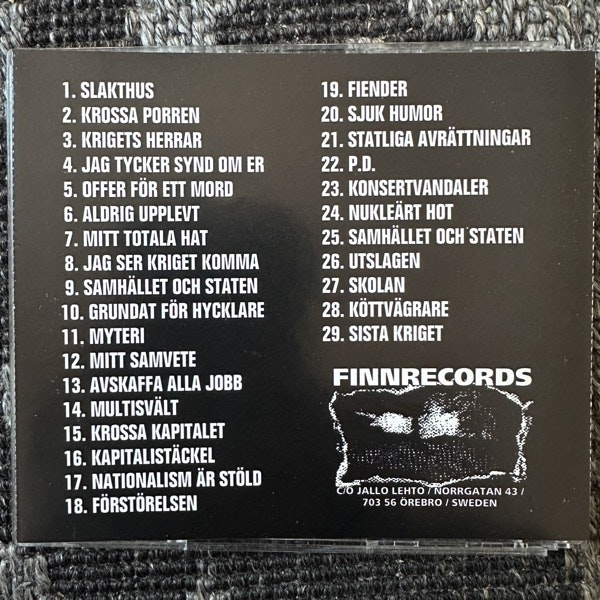 1. SLAKTHUS
2. KROSSA PORREN
3. KRIGETS HERRAR
4. JAG TYCKER SYND OM ER
5. OFFER FÖR ETT MORD
6. ALDRIG UPPLEVT
7. MITT TOTALA HAT
8. JAG SER KRIGET KOMMA
9. SAMHÄLLET OCH STATEN
10. GRUNDAT FÖR HYCKLARE
11. MYTERI
12. MITT SAMVETE
13. AVSKAFFA ALLA JOBB
14. MULTISVÄLT
15. KROSSA KAPITALET
16. KAPITALISTÄCKEL
17. NATIONALISM ÄR STÖLD
18. FÖRSTÖRELSEN
19. FIENDER
20. SJUK HUMOR
21. STATLIGA AVRÄTTNINGAR
22. P.D.
23. KONSERTVANDALER
24. NUKLEÄRT HOT
25. SAMHÄLLET OCH STATEN
26. UTSLAGEN
27. SKOLAN
28. KÖTTVÄGRARE
29. SISTA KRIGET
FINNRECORDS
C/O JALLO LEHTO / NORRGATAN 43 /
703 56 ÖREBRO / SWEDEN